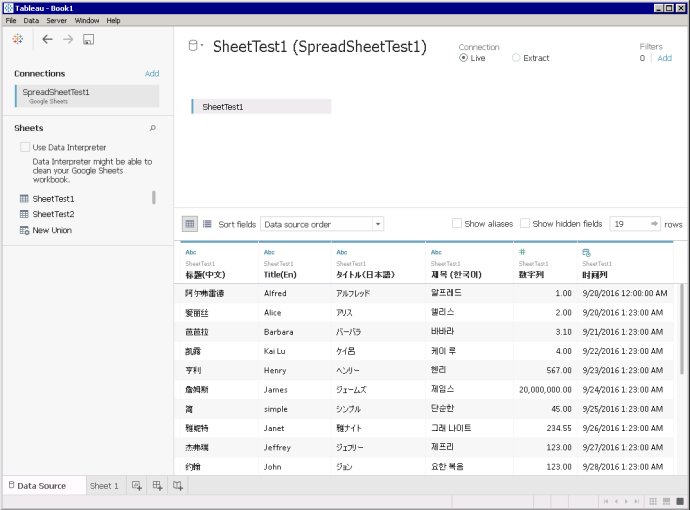 Tableau - Book1
File Data Server Window Help
Connections Add
SpreadSheetTest1
Google Sheets
Sheets
Use Data Interpreter
Data Interpreter might be able to
clean your Google Sheets
workbook.
SheetTest1
SheetTest2
New Union
SheetTest1 (SpreadSheetTest1)
Connection
Live Extract
Filters
0 Add
SheetTest1
Sort fields Data source order Show aliases Show hidden fields 19 rows
Abc Abc Abc Abc #
SheetTest1 SheetTest1 SheetTest1 SheetTest1 SheetTest1 SheetTest1
标题(中文) Title(En) タイトル(日本語) 제목 (한국어) 数字列 时间列
阿尔弗雷德 Alfred アルフレッド 알프레드 1.00 9/20/2016 12:00:00 AM
爱丽丝 Alice アリス 앨리스 2.00 9/20/2016 1:23:00 AM
芭芭拉 Barbara バーバラ 바바라 3.10 9/21/2016 1:23:00 AM
凯露 Kai Lu ケイ呂 케이 루 4.00 9/22/2016 1:23:00 AM
亨利 Henry ヘンリー 헨리 567.00 9/23/2016 1:23:00 AM
詹姆斯 James ジェームズ 제임스 20,000,000.00 9/24/2016 1:23:00 AM
simple シンプル 단순한 45.00 9/25/2016 1:23:00 AM
雅妮特 Janet 雅ナイト 그래 나이트 234.55 9/26/2016 1:23:00 AM
杰弗瑞 Jeffrey ジェフリー 제프리 123.00 9/27/2016 1:23:00 AM
约翰 John ジョン 요한 복음 123.00 9/28/2016 1:23:00 AM
Data Source Sheet 1